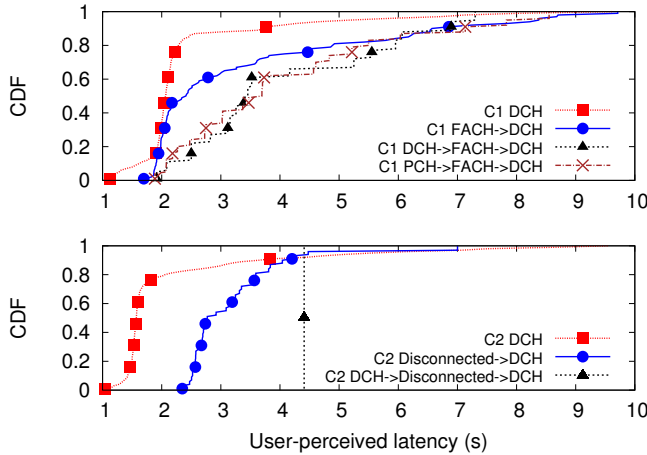 1
0.8
0.6
0.4
0.2
0
CDF
C1 DCH
C1 FACH->DCH
C1 DCH->FACH->DCH
C1 PCH->FACH->DCH
1 2 3 4 5 6 7 8 9 10
1
0.8
0.6
0.4
0.2
0
CDF
C2 DCH
C2 Disconnected->DCH
C2 DCH->Disconnected->DCH
1 2 3 4 5 6 7 8 9 10
User-perceived latency (s)